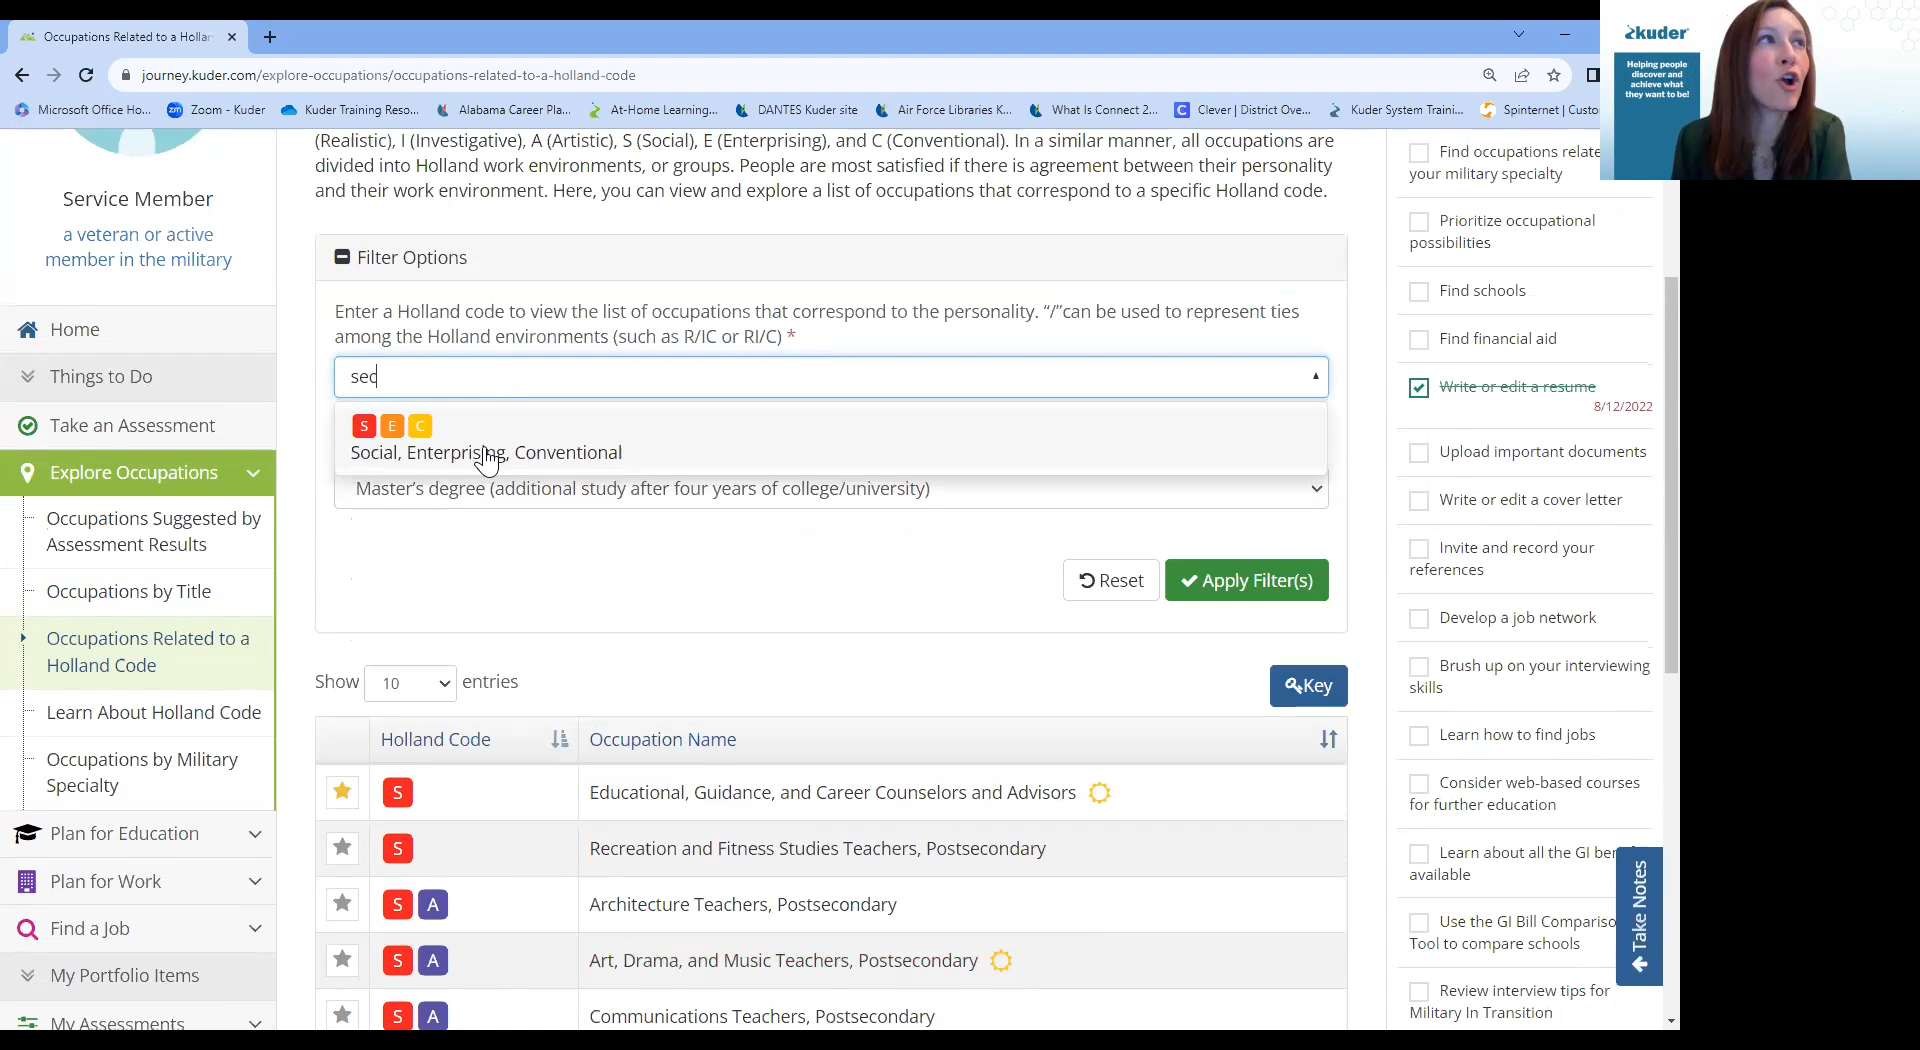 Occupations Related to a Hollar
journey.kuder.com/explore-occupations/occupations-related-to-a-holland-code
Microsoft Office Ho...
Zoom - Kuder
Kuder Training Reso...
Alabama Career Pla...
At-Home Learning...
DANTES Kuder site
Air Force Libraries K...
What Is Connect 2...
Clever | District Ove...
Kuder System Traini...
Spinternet | Custo
kuder
Helping people
discover and
achieve what
they want to be!
Service Member
a veteran or active
member in the military
Home
Things to Do
Take an Assessment
Explore Occupations
Occupations Suggested by
Assessment Results
Occupations by Title
Occupations Related to a
Holland Code
Learn About Holland Code
Occupations by Military
Specialty
Plan for Education
Plan for Work
Find a Job
My Portfolio Items
My Assessments
(Realistic), I (Investigative), A (Artistic), S (Social), E (Enterprising), and C (Conventional). In a similar manner, all occupations are
divided into Holland work environments, or groups. People are most satisfied if there is agreement between their personality
and their work environment. Here, you can view and explore a list of occupations that correspond to a specific Holland code.
Filter Options
Enter a Holland code to view the list of occupations that correspond to the personality. “/”can be used to represent ties
among the Holland environments (such as R/IC or RI/C) *
sec
S E C
Social, Enterprising, Conventional
Master’s degree (additional study after four years of college/university)
Reset
Apply Filter(s)
Show 10 entries
Key
Holland Code
Occupation Name
S Educational, Guidance, and Career Counselors and Advisors
S Recreation and Fitness Studies Teachers, Postsecondary
S A Architecture Teachers, Postsecondary
S A Art, Drama, and Music Teachers, Postsecondary
S A Communications Teachers, Postsecondary
Find occupations relate
your military specialty
Prioritize occupational
possibilities
Find schools
Find financial aid
Write or edit a resume
8/12/2022
Upload important documents
Write or edit a cover letter
Invite and record your
references
Develop a job network
Brush up on your interviewing
skills
Learn how to find jobs
Consider web-based courses
for further education
Learn about all the GI ben
available
Use the GI Bill Compariso
Tool to compare schools
Review interview tips for
Military In Transition
Take Notes